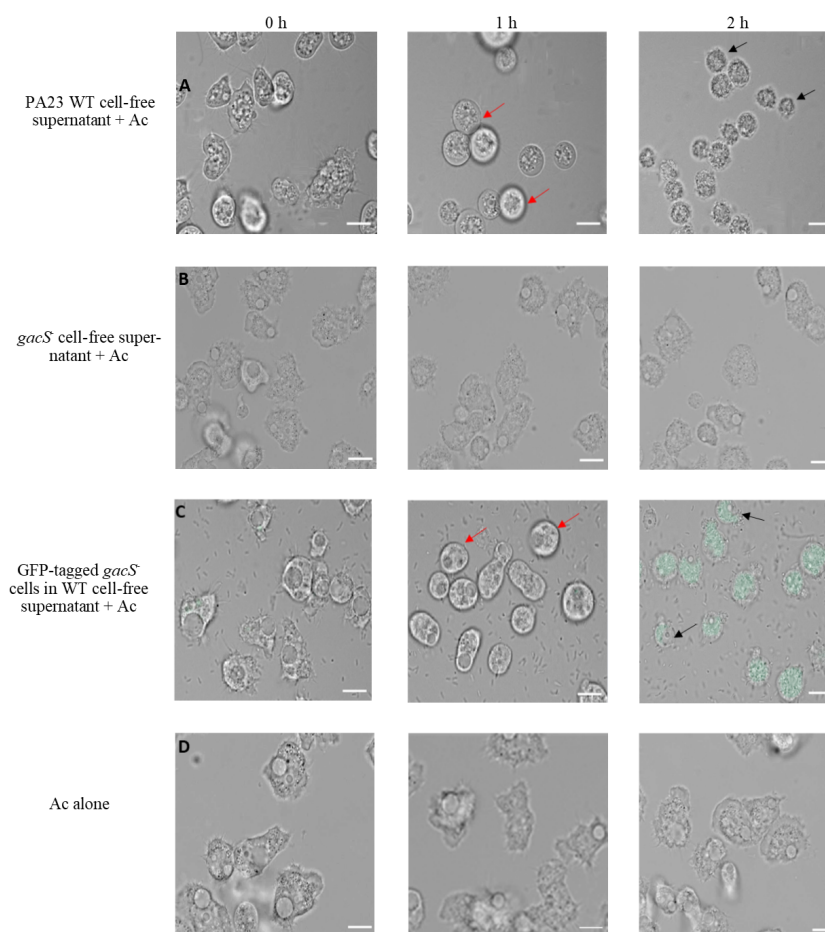 0 h
1 h
2 h
A
PA23 WT cell-free
supernatant + Ac
B
gacS- cell-free super-
natant + Ac
C
GFP-tagged gacS-
cells in WT cell-free
supernatant + Ac
D
Ac alone